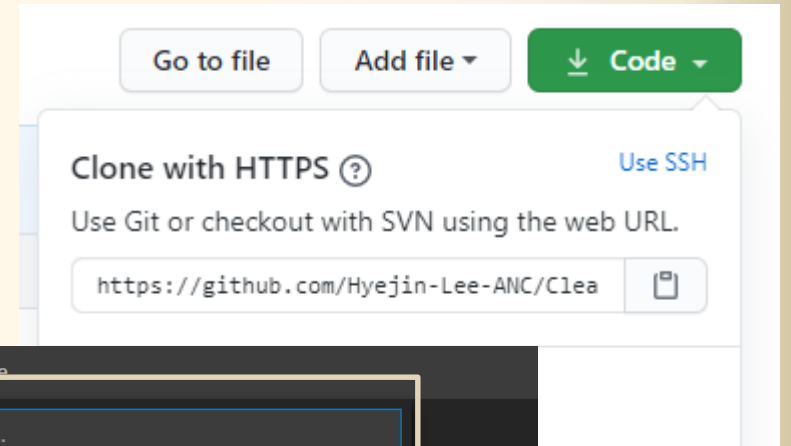 Go to file Add file Code
Clone with HTTPS Use SSH
Use Git or checkout with SVN using the web URL.
https://github.com/Hyejin-Lee-ANC/Clea